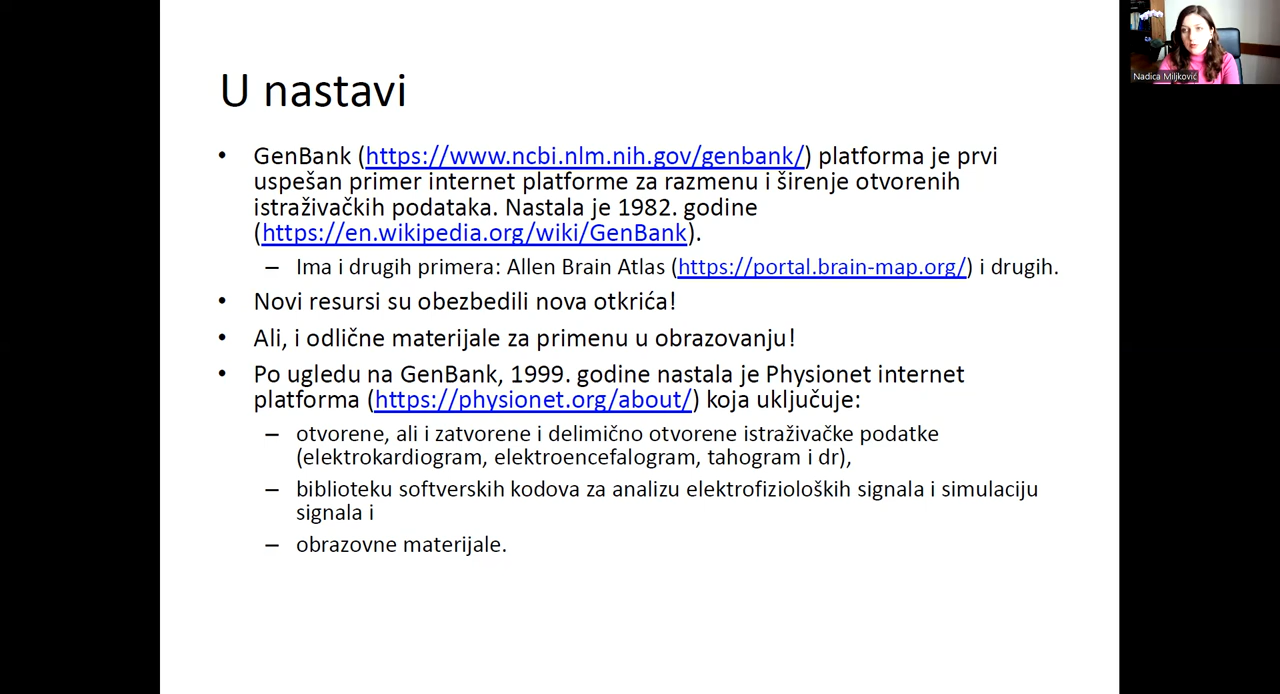 U nastavi
• GenBank (https://www.ncbi.nlm.nih.gov/genbank/) platforma je prvi
uspešan primer internet platforme za razmenu i širenje otvorenih
istraživačkih podataka. Nastala je 1982. godine
(https://en.wikipedia.org/wiki/GenBank).
– Ima i drugih primera: Allen Brain Atlas (https://portal.brain-map.org/) i drugih.
• Novi resursi su obezbedili nova otkrića!
• Ali, i odlične materijale za primenu u obrazovanju!
• Po ugledu na GenBank, 1999. godine nastala je Physionet internet
platforma (https://physionet.org/about/) koja uključuje:
– otvorene, ali i zatvorene i delimično otvorene istraživačke podatke
(elektrokardiogram, elektroencefalogram, tahogram i dr),
– biblioteku softverskih kodova za analizu elektrofizioloških signala i simulaciju
signala i
– obrazovne materijale.
Nadica Miljković